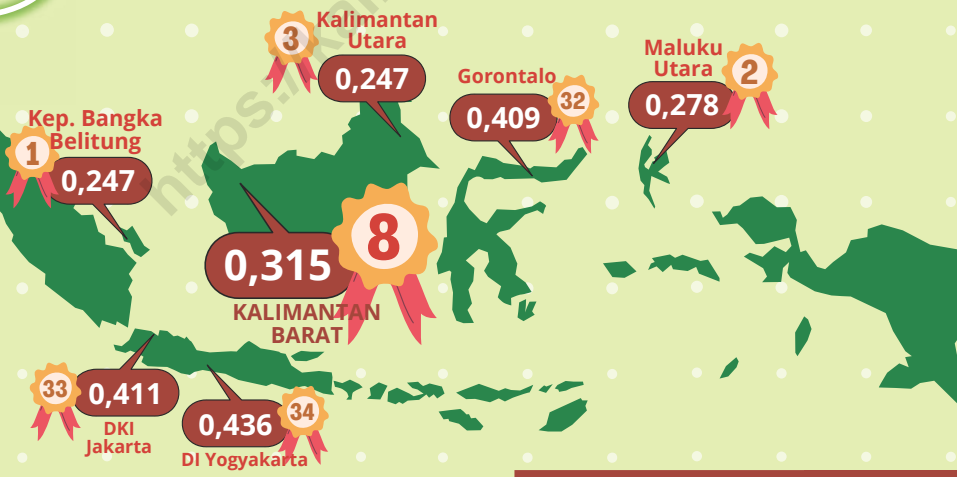 3
Kalimantan
Utara
0,247
Gorontalo
0,409
32
Maluku
Utara
2
0,278
Kep. Bangka
Belitung
1
0,247
8
0,315
KALIMANTAN
BARAT
33
0,411
DKI
Jakarta
0,436
34
DI Yogyakarta